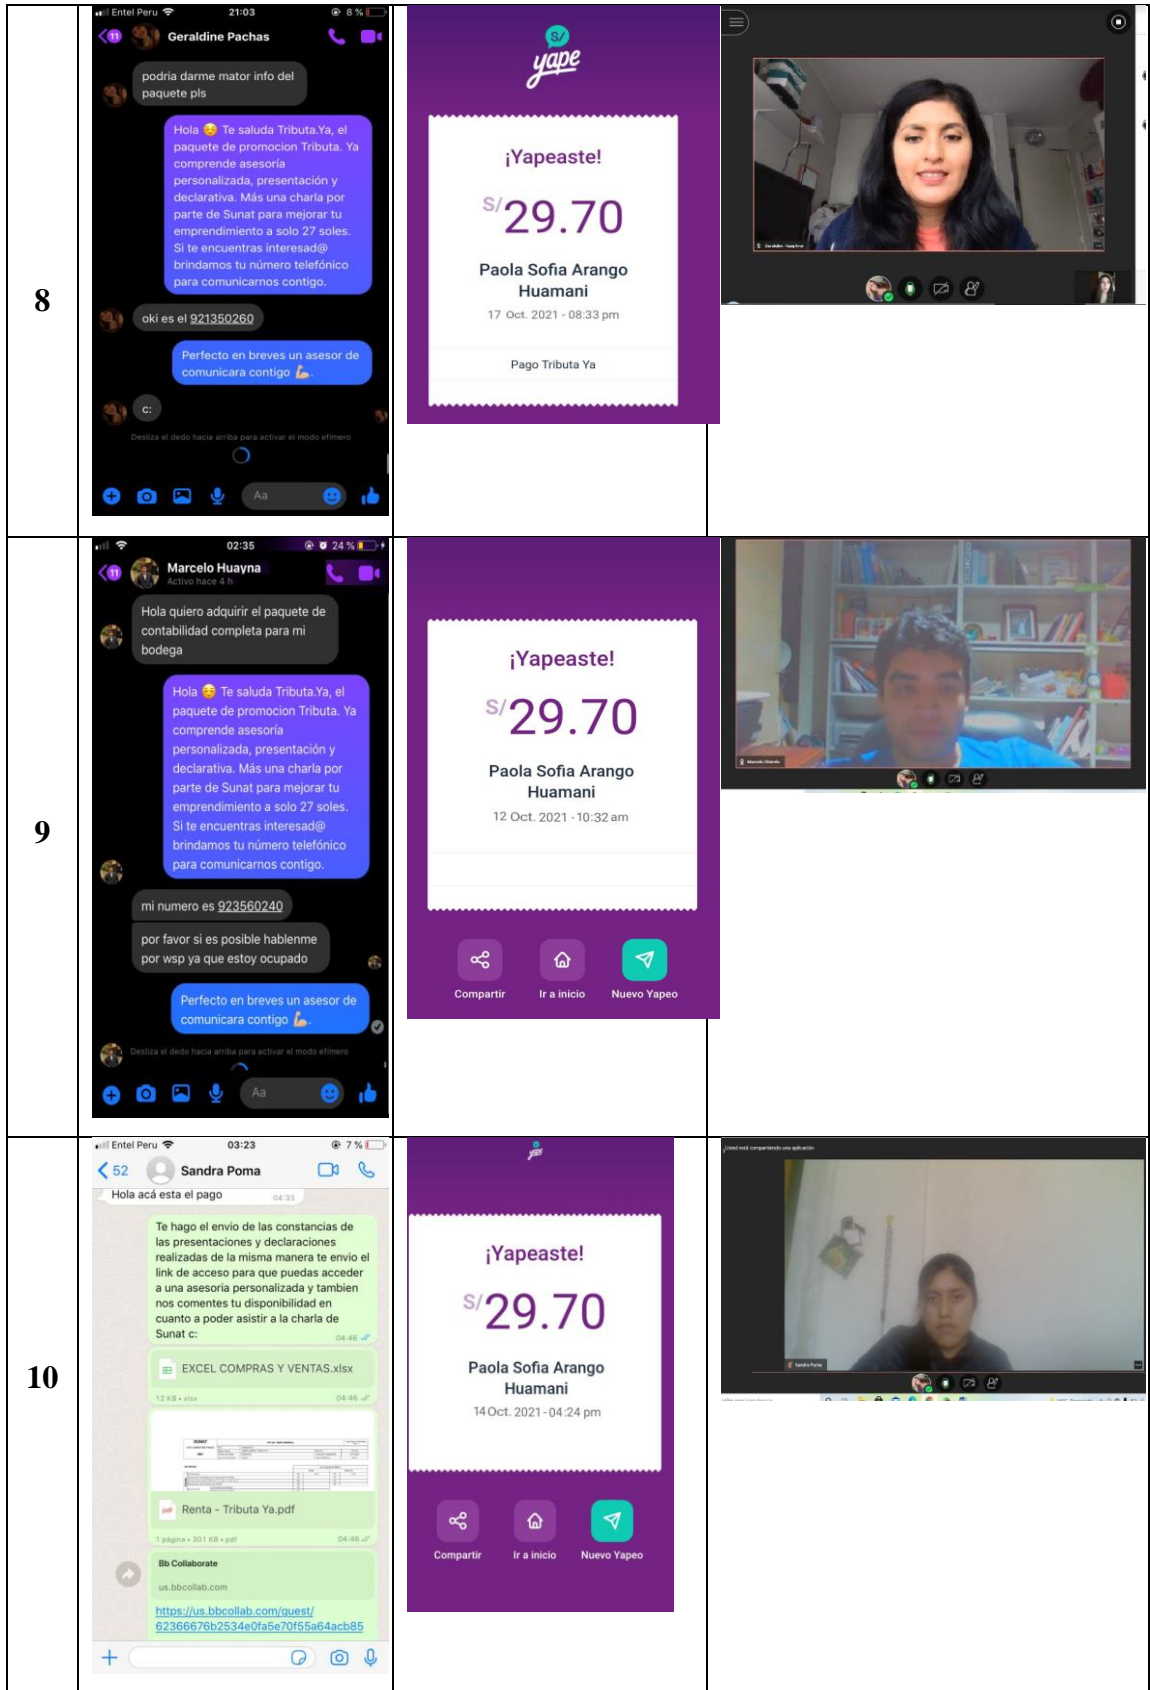 8
Entel Peru
21:03
8 %
11
Geraldine Pachas
podria darme mator info del
paquete pls
Hola 😌 Te saluda Tributa.Ya, el
paquete de promocion Tributa. Ya
comprende asesoría
personalizada, presentación y
declarativa. Más una charla por
parte de Sunat para mejorar tu
emprendimiento a solo 27 soles.
Si te encuentras interesad@
brindamos tu número telefónico
para comunicarnos contigo.
oki es el 921350260
Perfecto en breves un asesor de
comunicara contigo 💪.
c:
Desliza el dedo hacia arriba para activar el modo efímero
Aa
S/
yape
¡Yapeaste!
S/29.70
Paola Sofia Arango
Huamani
17 Oct. 2021 - 08:33 pm
Pago Tributa Ya
9
02:35
24 %
11
Marcelo Huayna
Activo hace 4 h
Hola quiero adquirir el paquete de
contabilidad completa para mi
bodega
Hola 😌 Te saluda Tributa.Ya, el
paquete de promocion Tributa. Ya
comprende asesoría
personalizada, presentación y
declarativa. Más una charla por
parte de Sunat para mejorar tu
emprendimiento a solo 27 soles.
Si te encuentras interesad@
brindamos tu número telefónico
para comunicarnos contigo.
mi numero es 923560240
por favor si es posible hablenme
por wsp ya que estoy ocupado
Perfecto en breves un asesor de
comunicara contigo 💪.
Desliza el dedo hacia arriba para activar el modo efímero
Aa
¡Yapeaste!
S/29.70
Paola Sofia Arango
Huamani
12 Oct. 2021 - 10:32 am
Compartir
Ir a inicio
Nuevo Yapeo
10
Entel Peru
03:23
7 %
52
Sandra Poma
Hola acá esta el pago
04:35
Te hago el envio de las constancias de
las presentaciones y declaraciones
realizadas de la misma manera te envio el
link de acceso para que puedas acceder
a una asesoria personalizada y tambien
nos comentes tu disponibilidad en
cuanto a poder asistir a la charla de
Sunat c:
04:46
EXCEL COMPRAS Y VENTAS.xlsx
12 KB • xlsx
04:46
SUNAT
Renta - Tributa Ya.pdf
1 página • 301 KB • pdf
04:46
Bb Collaborate
us.bbcollab.com
https://us.bbcollab.com/guest/
62366676b2534e0fa5e70f55a64acb85
yape
¡Yapeaste!
S/29.70
Paola Sofia Arango
Huamani
14 Oct. 2021 - 04:24 pm
Compartir
Ir a inicio
Nuevo Yapeo
Usted está compartiendo una aplicación
Sandra Poma